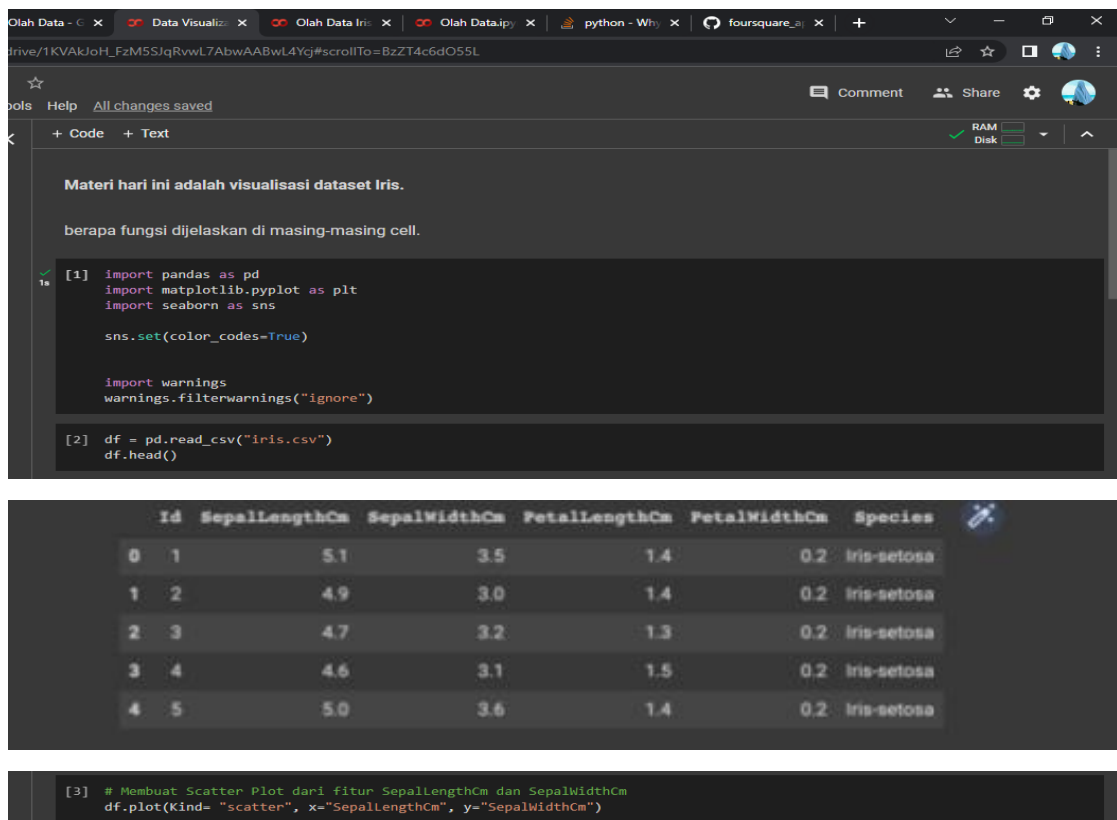 Olah Data - G
Data Visualiza
Olah Data Iris
Olah Data.ipy
python - Why
foursquare_a
drive/1KVAkJoH_FzM5SJqRvwL7AbwAABwL4Ycj#scrollTo=BzZT4c6dO55L
Comment Share
ools Help All changes saved
+ Code + Text
RAM
Disk
Materi hari ini adalah visualisasi dataset Iris.
berapa fungsi dijelaskan di masing-masing cell.
1s
[1] import pandas as pd
import matplotlib.pyplot as plt
import seaborn as sns
sns.set(color_codes=True)
import warnings
warnings.filterwarnings("ignore")
[2] df = pd.read_csv("iris.csv")
df.head()
Id SepalLengthCm SepalWidthCm PetalLengthCm PetalWidthCm Species
0 1 5.1 3.5 1.4 0.2 Iris-setosa
1 2 4.9 3.0 1.4 0.2 Iris-setosa
2 3 4.7 3.2 1.3 0.2 Iris-setosa
3 4 4.6 3.1 1.5 0.2 Iris-setosa
4 5 5.0 3.6 1.4 0.2 Iris-setosa
[3] # Membuat Scatter Plot dari fitur SepalLengthCm dan SepalWidthCm
df.plot(Kind= "scatter", x="SepalLengthCm", y="SepalWidthCm")